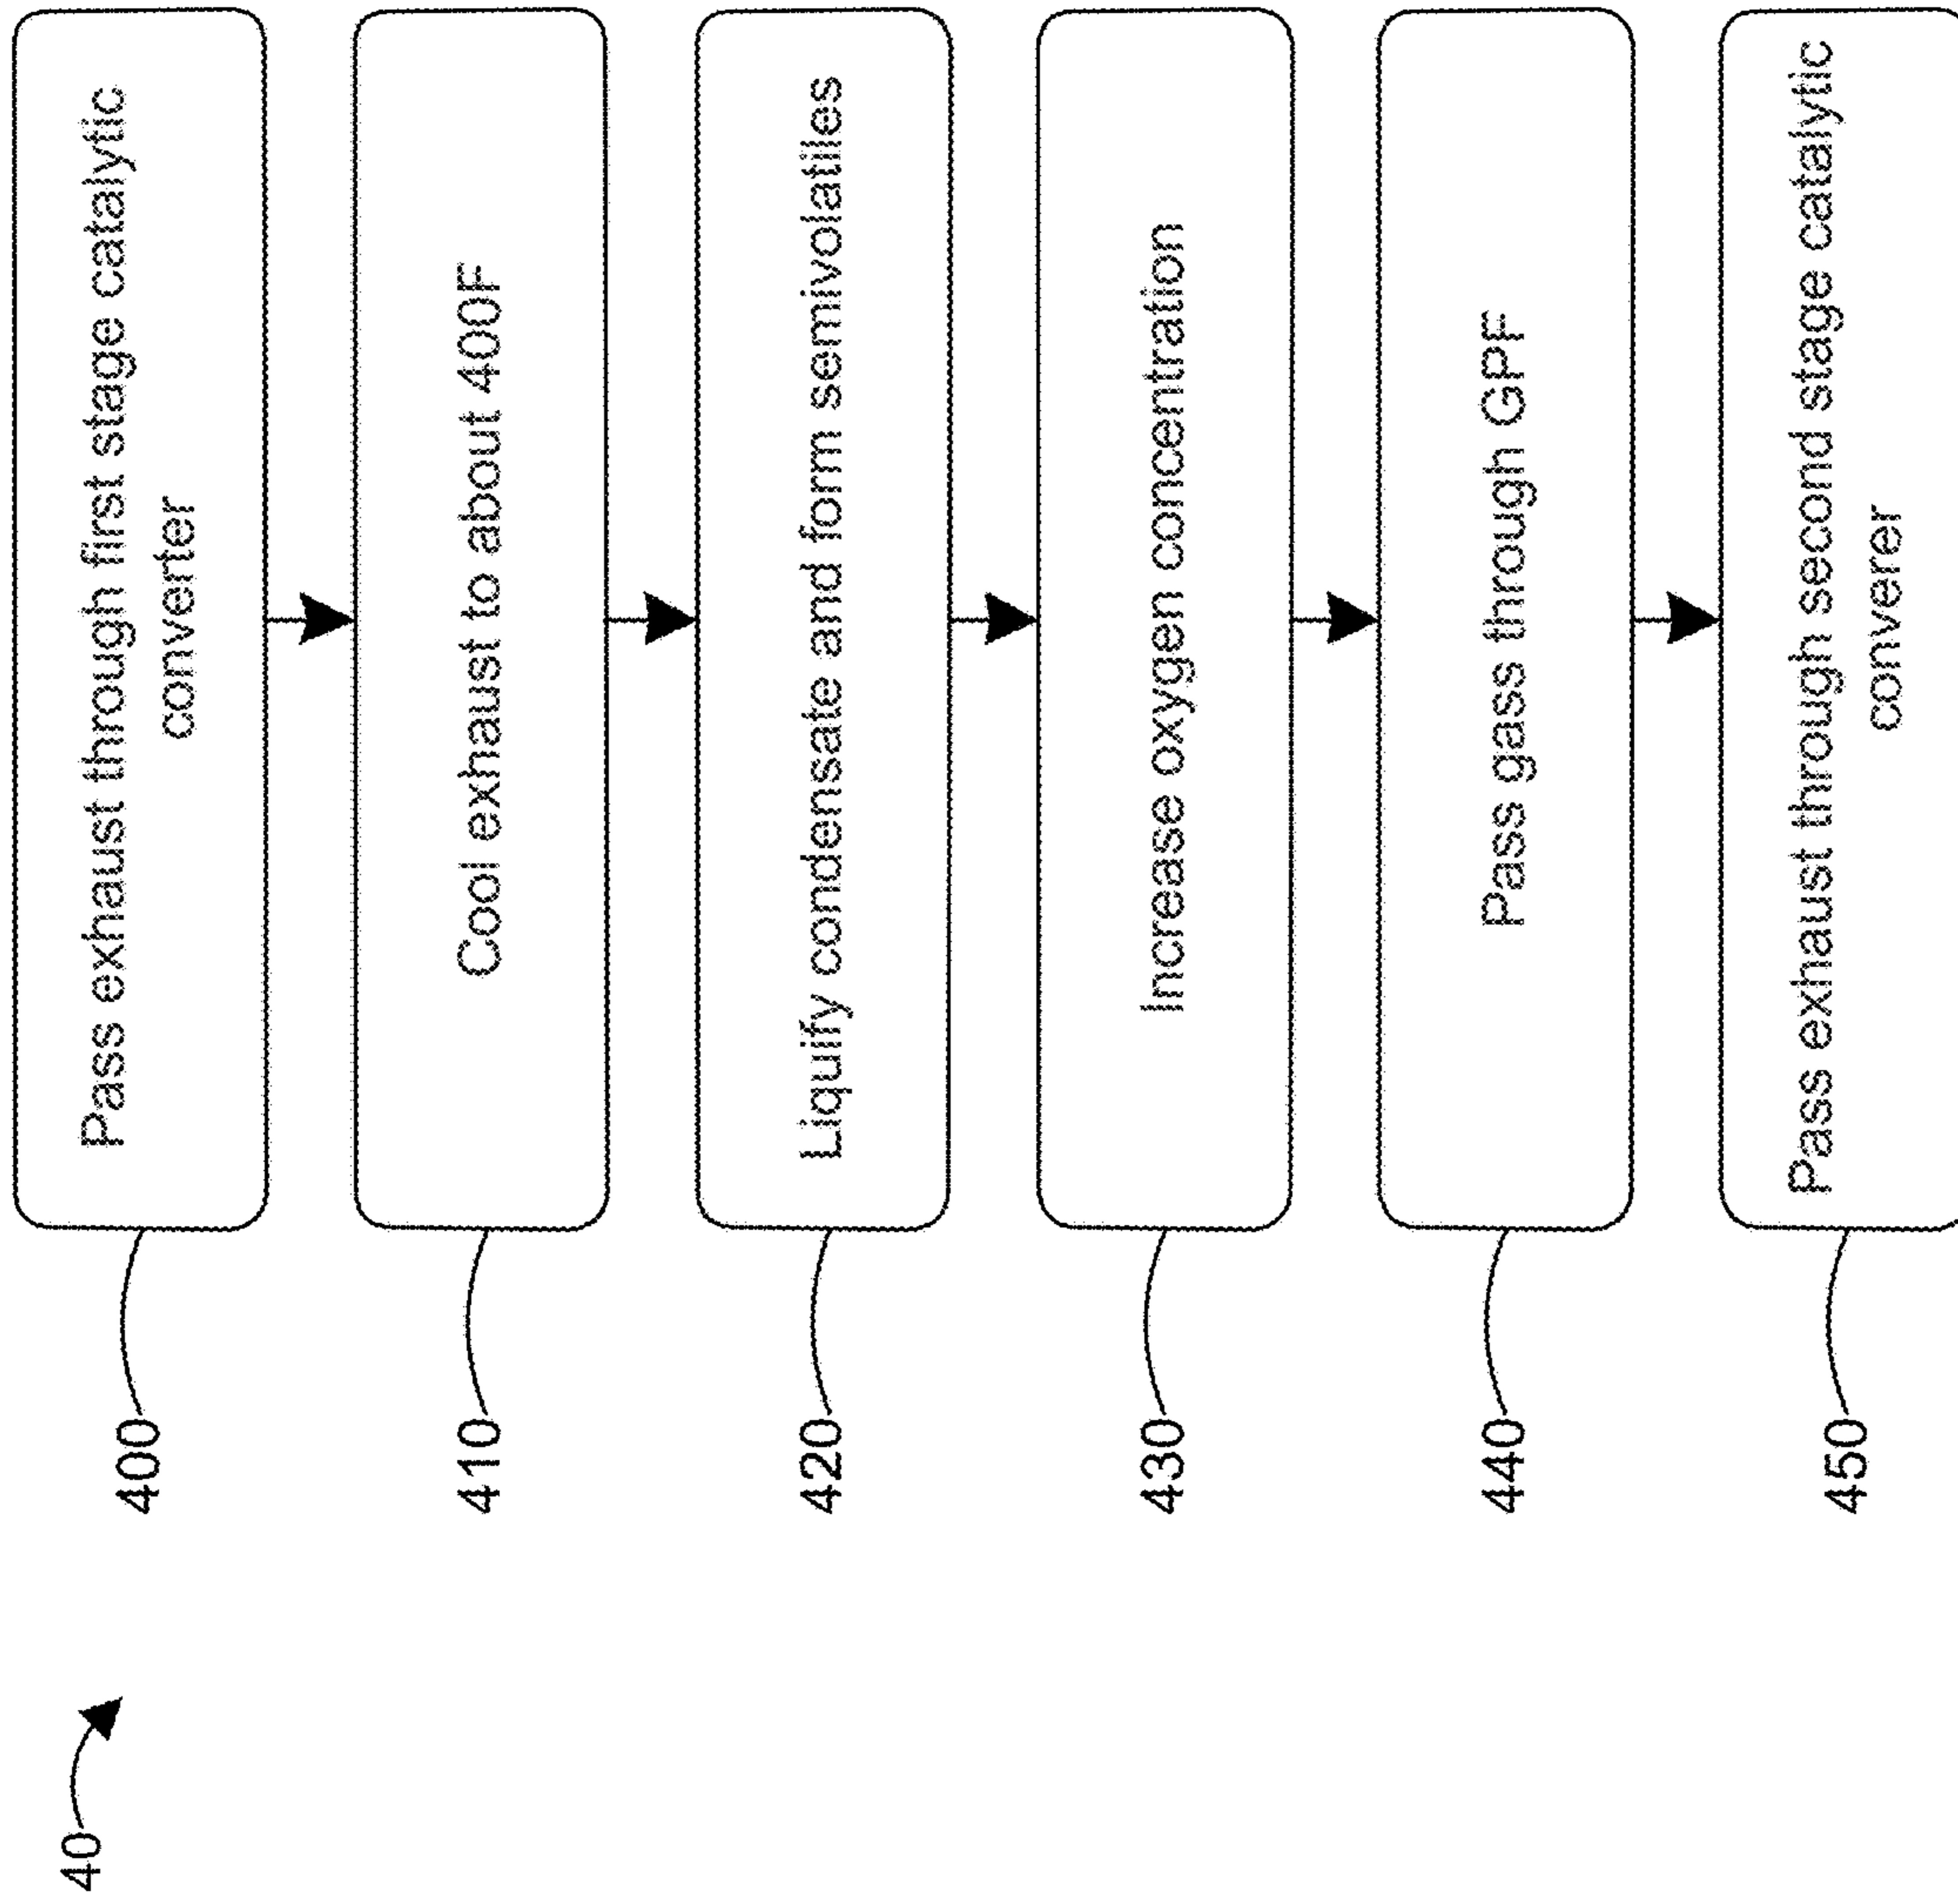 40
400
Pass exhaust through first stage catalytic
converter
410
Cool exhaust to about 400F
420
Liquify condensate and form semivolatiles
430
Increase oxygen concentration
440
Pass gass through GPF
450
Pass exhaust through second stage catalytic
converer